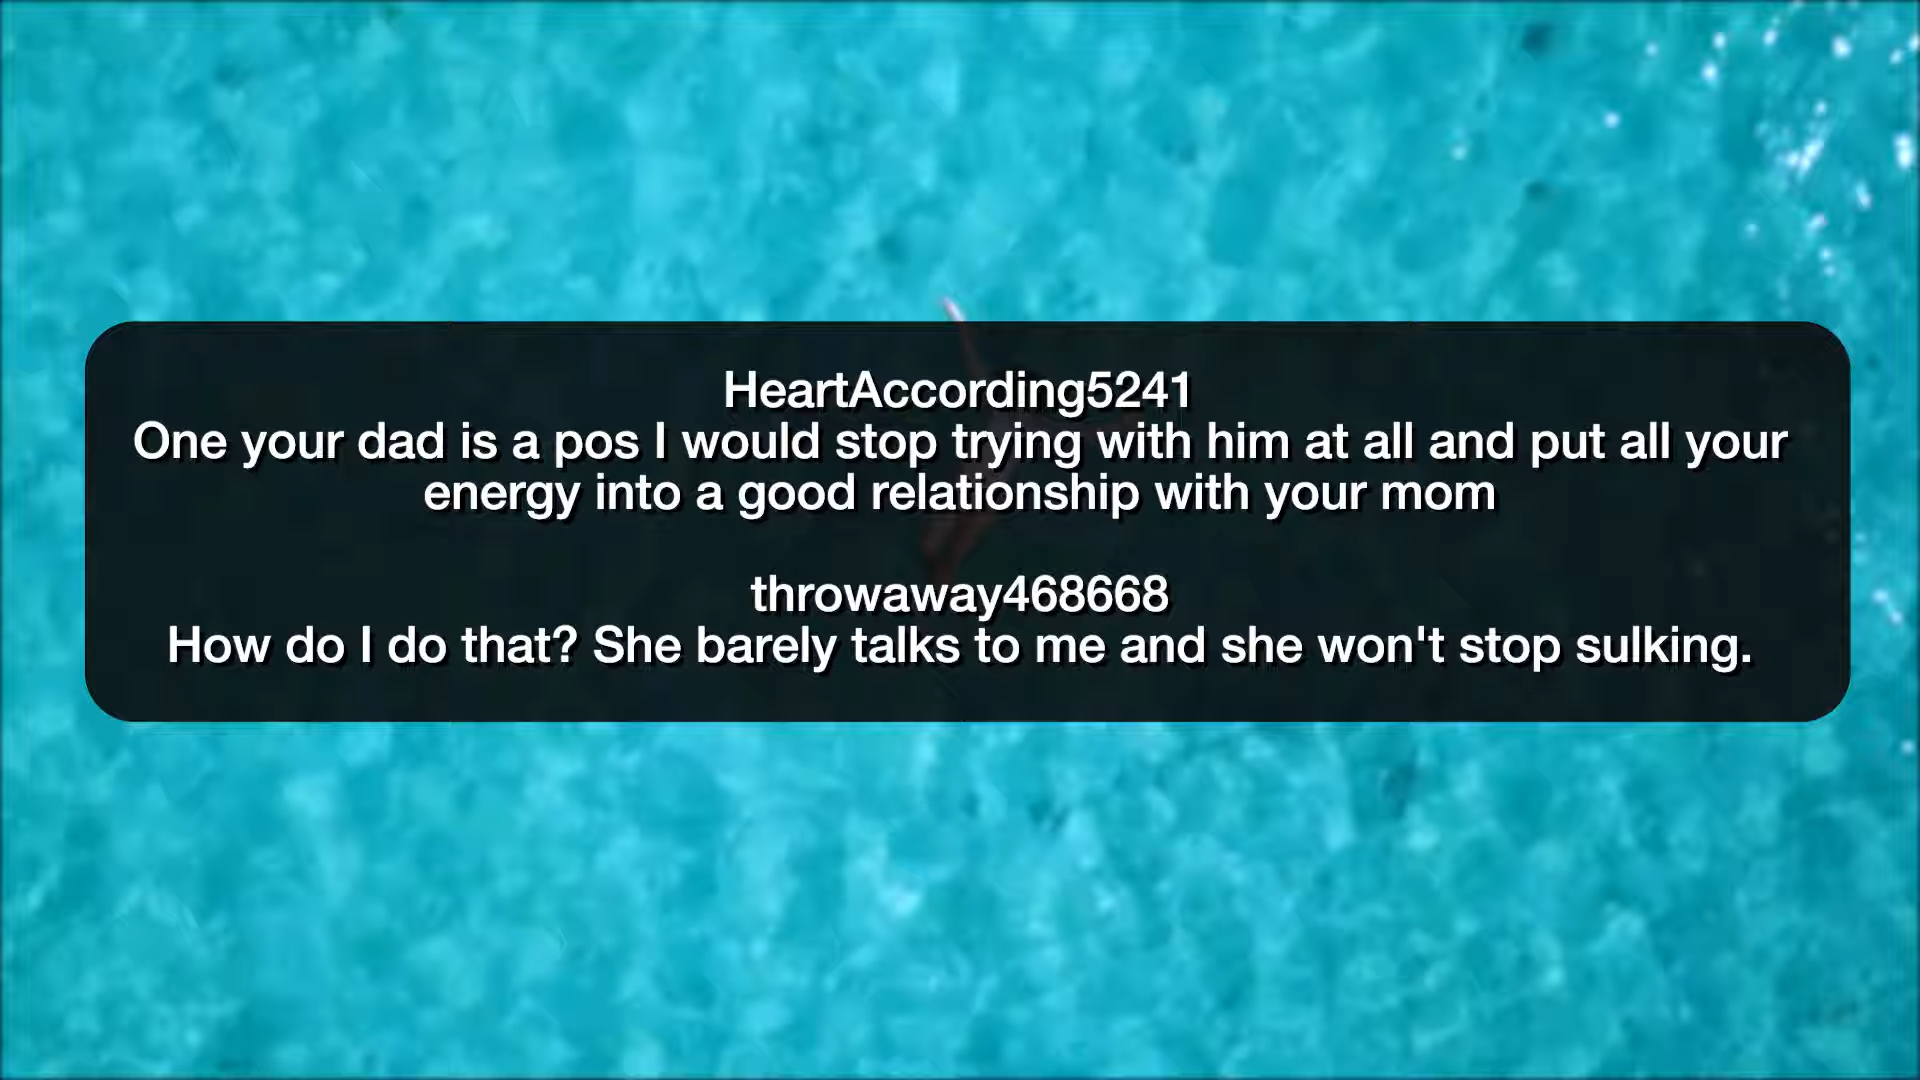 HeartAccording5241
One your dad is a pos I would stop trying with him at all and put all your
energy into a good relationship with your mom
throwaway468668
How do I do that? She barely talks to me and she won't stop sulking.